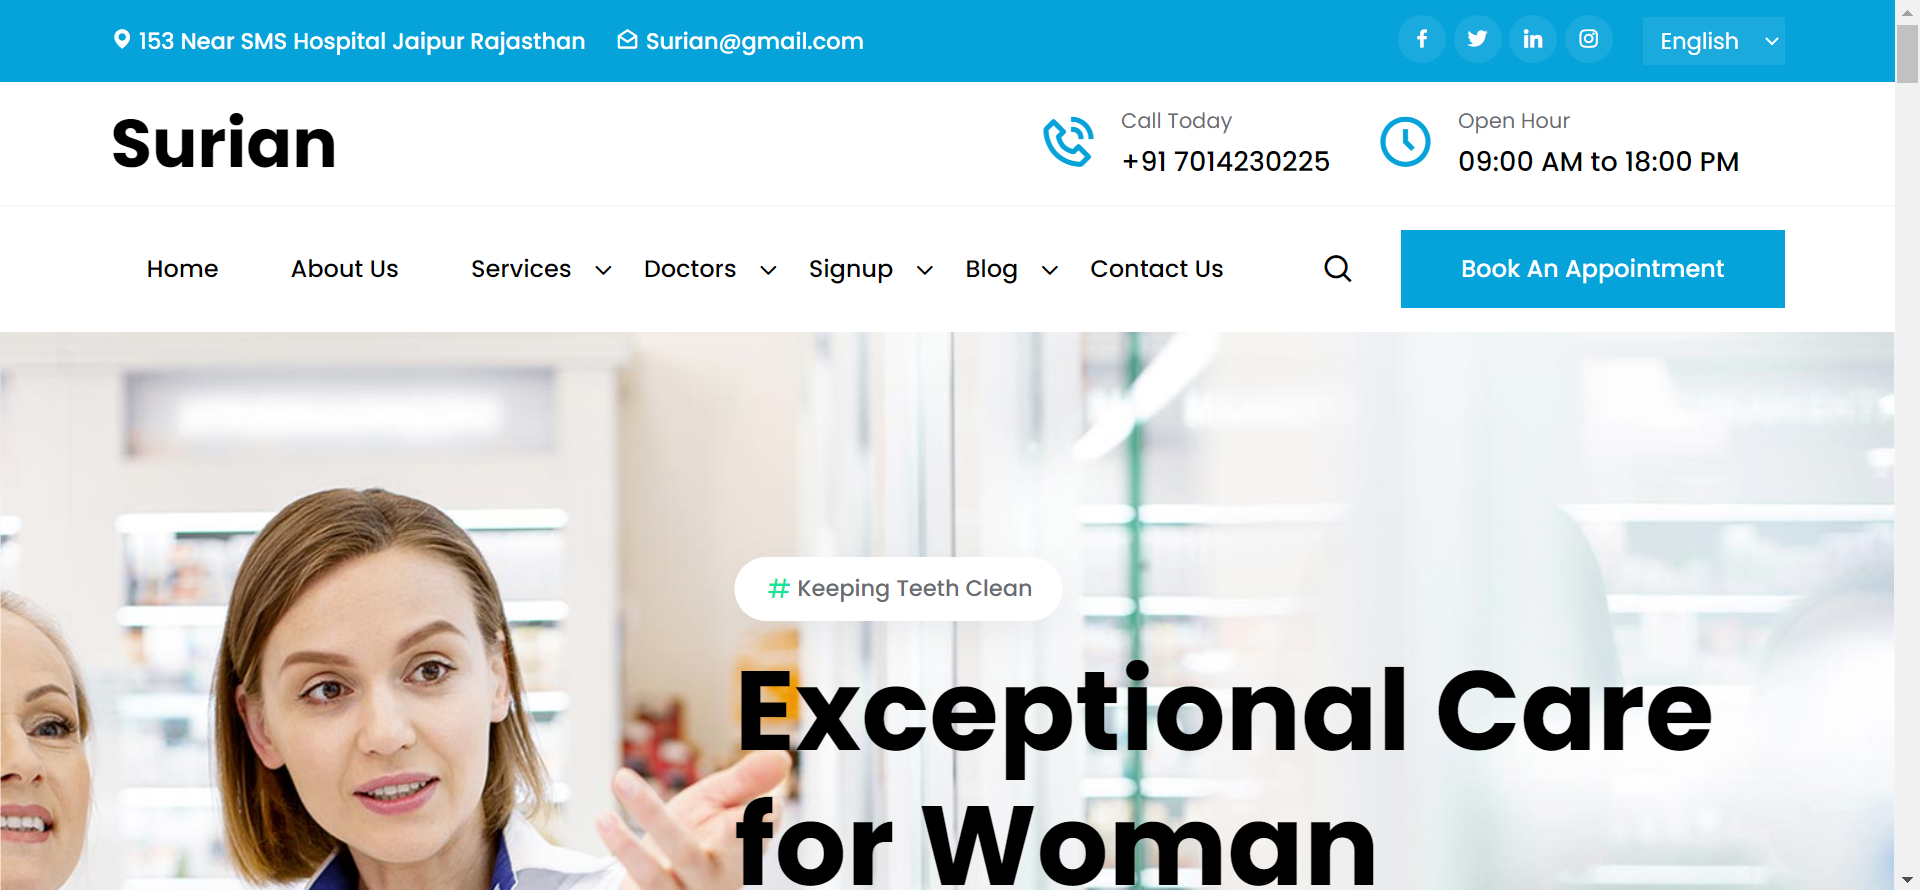 153 Near SMS Hospital Jaipur Rajasthan Surian@gmail.com English
Surian
Call Today
+91 7014230225
Open Hour
09:00 AM to 18:00 PM
Home About Us Services Doctors Signup Blog Contact Us Book An Appointment
# Keeping Teeth Clean
Exceptional Care
for Woman